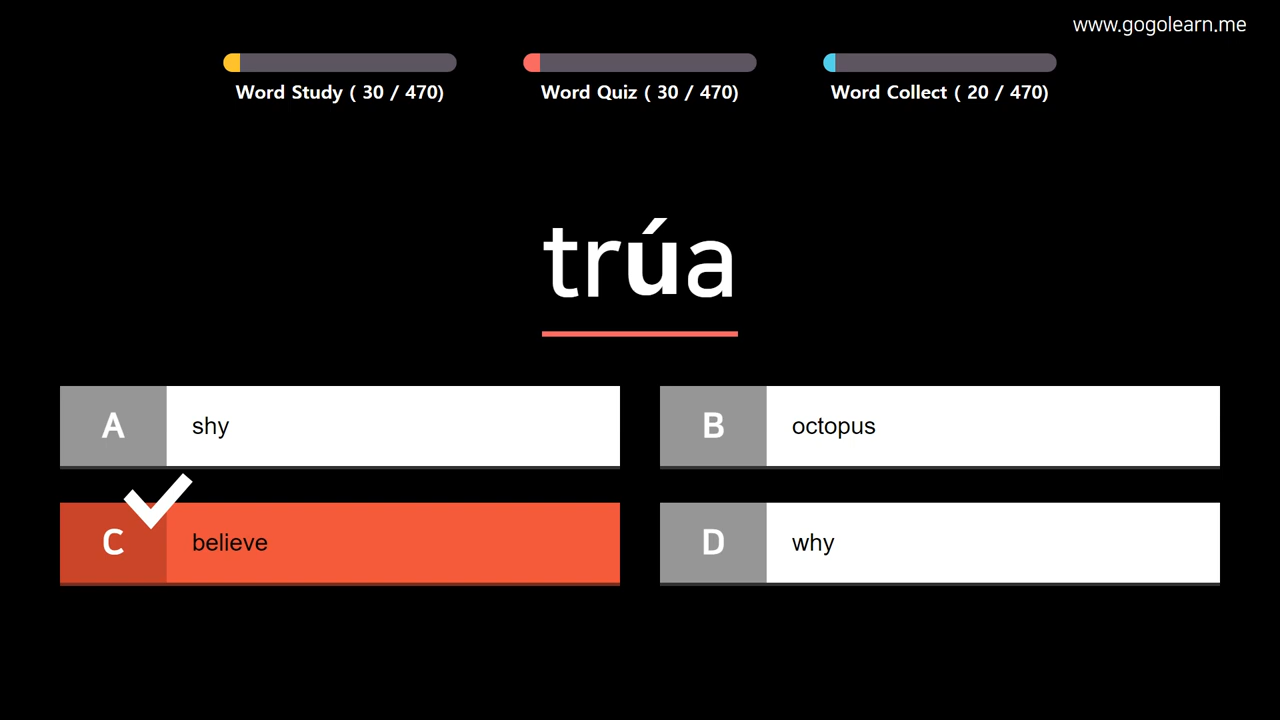 www.gogolearn.me
Word Study ( 30 / 470)
Word Quiz ( 30 / 470)
Word Collect ( 20 / 470)
trúa
A shy
B octopus
C believe
D why